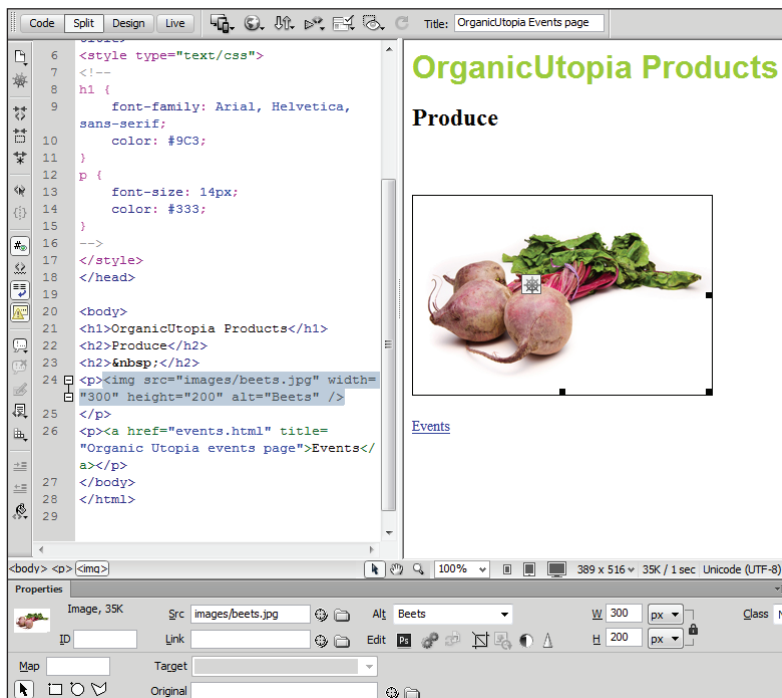 Code Split Design Live Title: OrganicUtopia Events page
6 <style type="text/css">
7 <!--
8 h1 {
9 font-family: Arial, Helvetica,
sans-serif;
10 color: #9C3;
11 }
12 p {
13 font-size: 14px;
14 color: #333;
15 }
16 -->
17 </style>
18 </head>
19
20 <body>
21 <h1>OrganicUtopia Products</h1>
22 <h2>Produce</h2>
23 <h2>&nbsp;</h2>
24 <p><img src="images/beets.jpg" width=
"300" height="200" alt="Beets" />
25 </p>
26 <p><a href="events.html" title=
"Organic Utopia events page">Events</
a></p>
27 </body>
28 </html>
29
OrganicUtopia Products
Produce
Events
<body> <p> <img> 100% 389 x 516 35K / 1 sec Unicode (UTF-8)
Properties
Image, 35K Src images/beets.jpg Alt Beets W 300 px Class
ID Link Edit Ps H 200 px
Map Target
Original